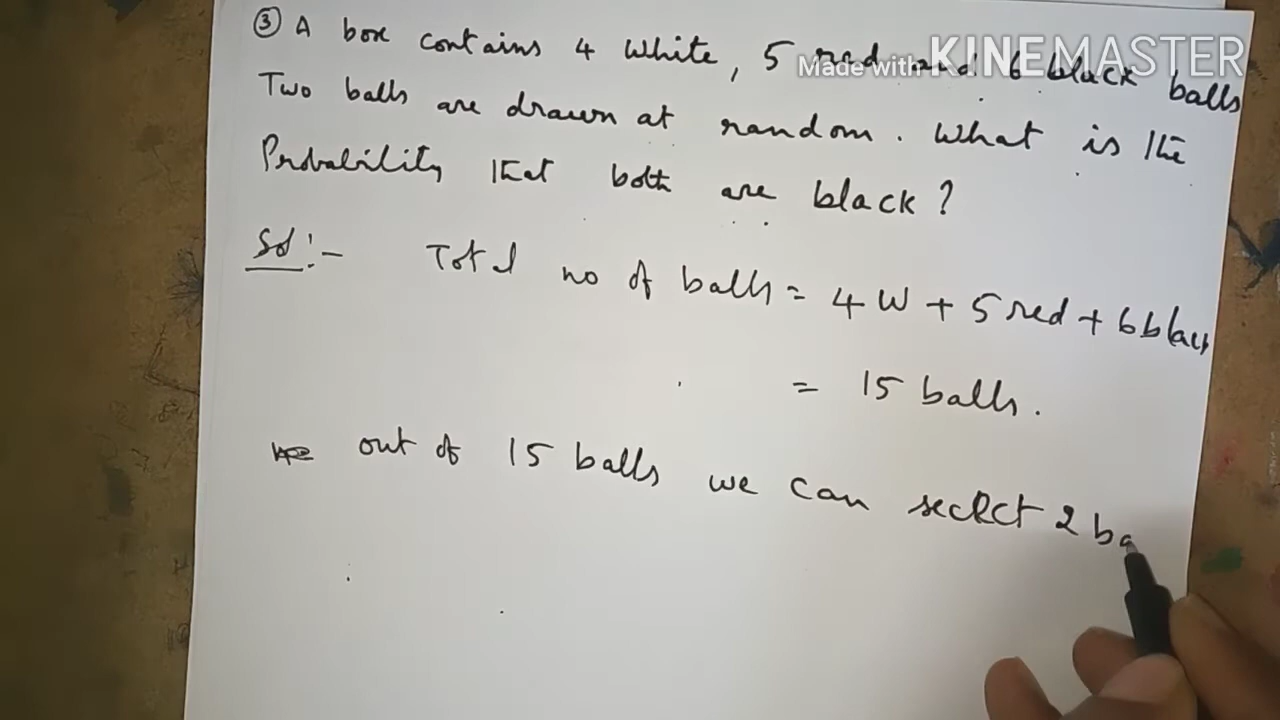 ③ A box contains 4 White, 5 red and 6 black balls
Made with KINEMASTER
Two balls are drawn at random. What is the
Probability that both are black?
Sol:- Total no of balls = 4 W + 5 red + 6 black
= 15 balls.
out of 15 balls we can select 2 ba